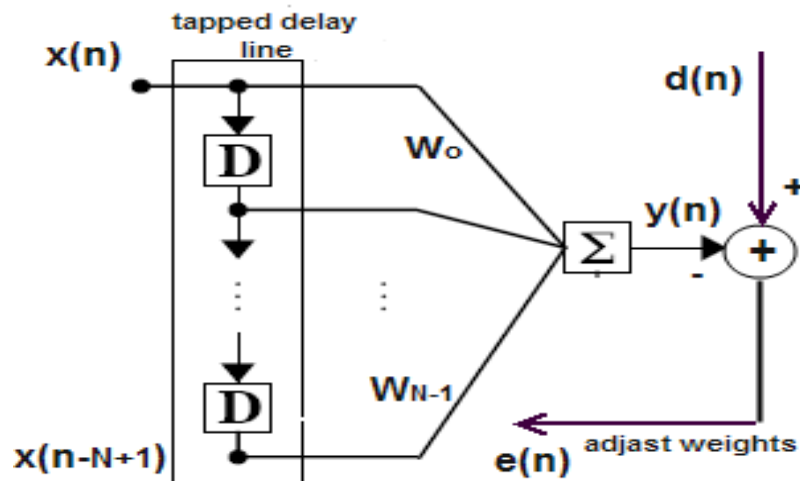 tapped delay
line
x(n)
d(n)
D
Wo
+
y(n)
Σ
+
-
⋮ ⋮
D
WN-1
x(n-N+1)
e(n)
adjast weights